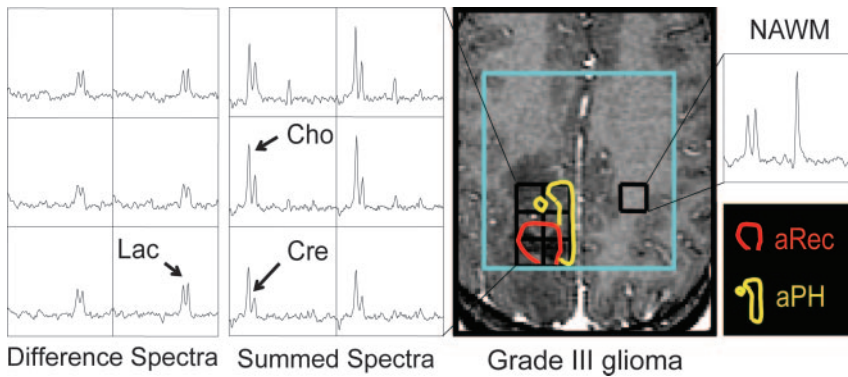 NAWM
Cho
Lac
Cre
aRec
aPH
Difference Spectra
Summed Spectra
Grade III glioma